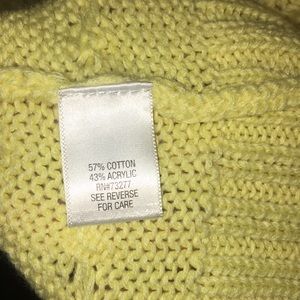 57% COTTON
43% ACRYLIC
RN#73277
SEE REVERSE
FOR CARE